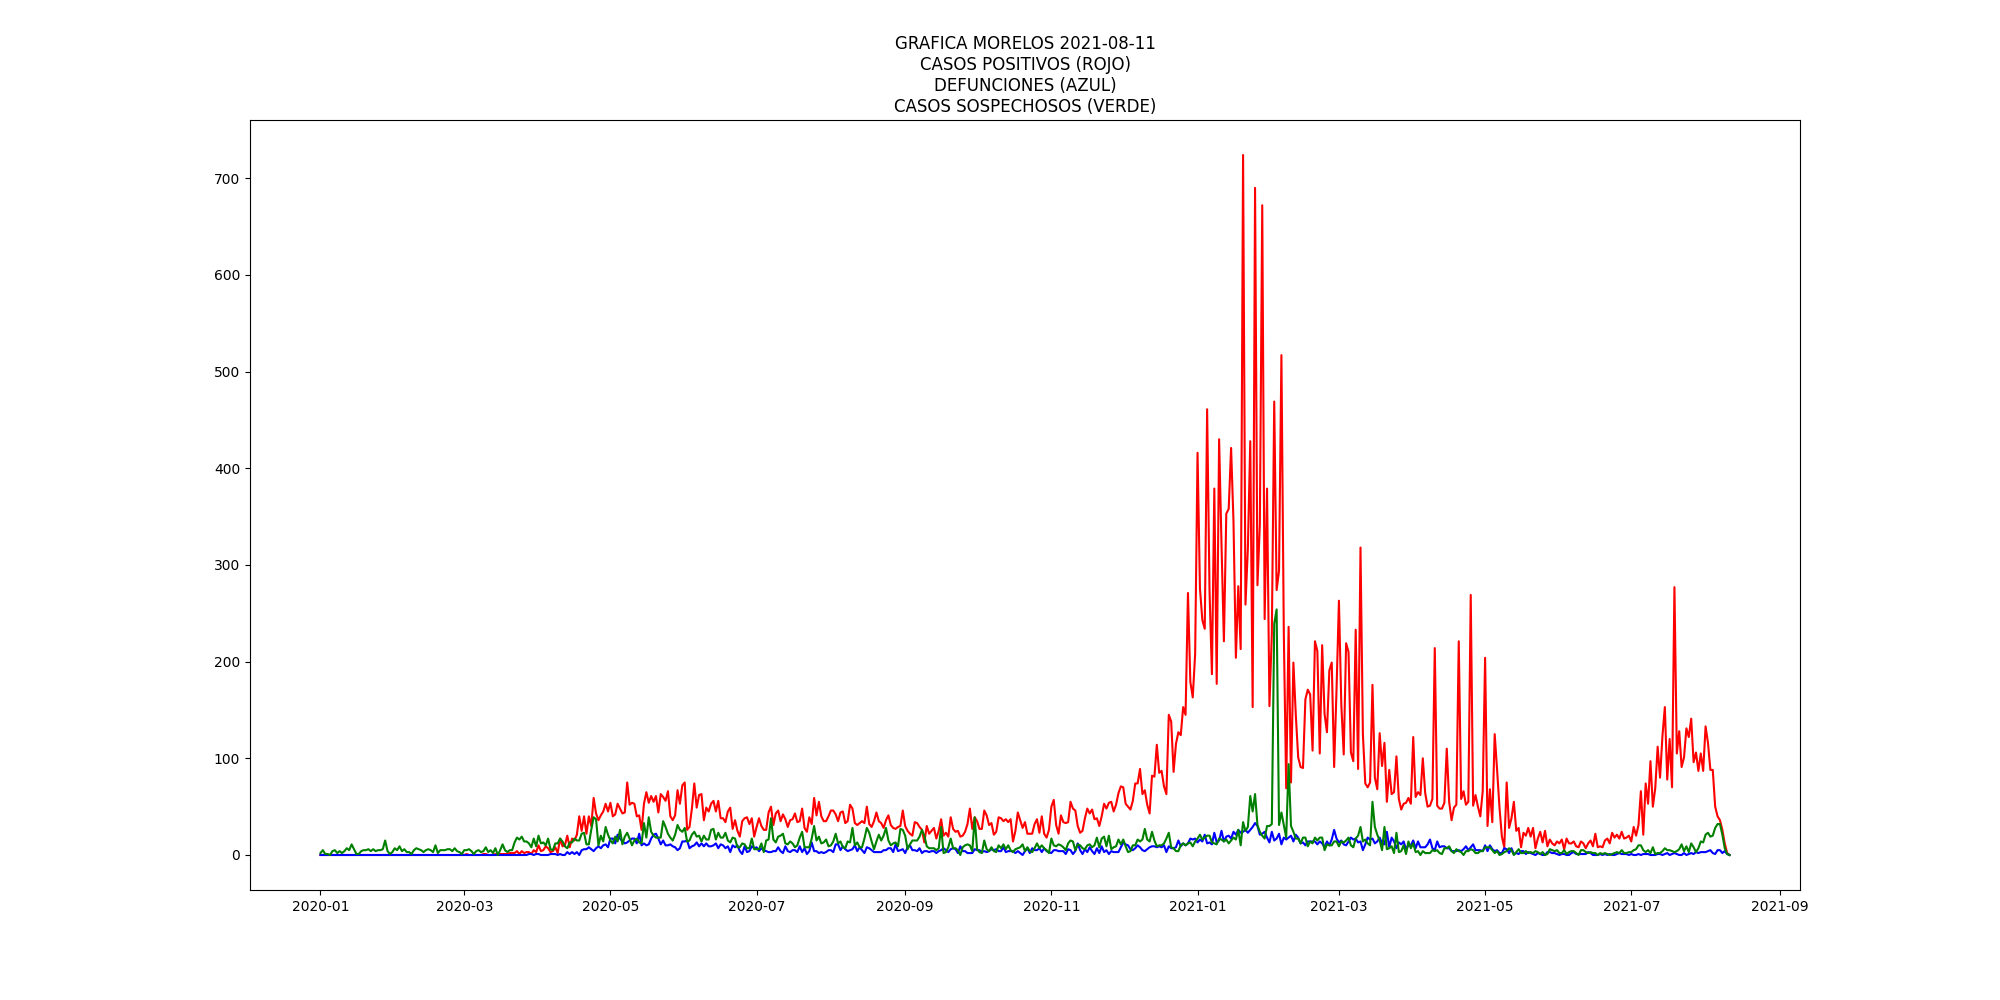 GRAFICA MORELOS 2021-08-11
CASOS POSITIVOS (ROJO)
DEFUNCIONES (AZUL)
CASOS SOSPECHOSOS (VERDE)
700
600
500
400
300
200
100
0
2020-01 2020-03 2020-05 2020-07 2020-09 2020-11 2021-01 2021-03 2021-05 2021-07 2021-09